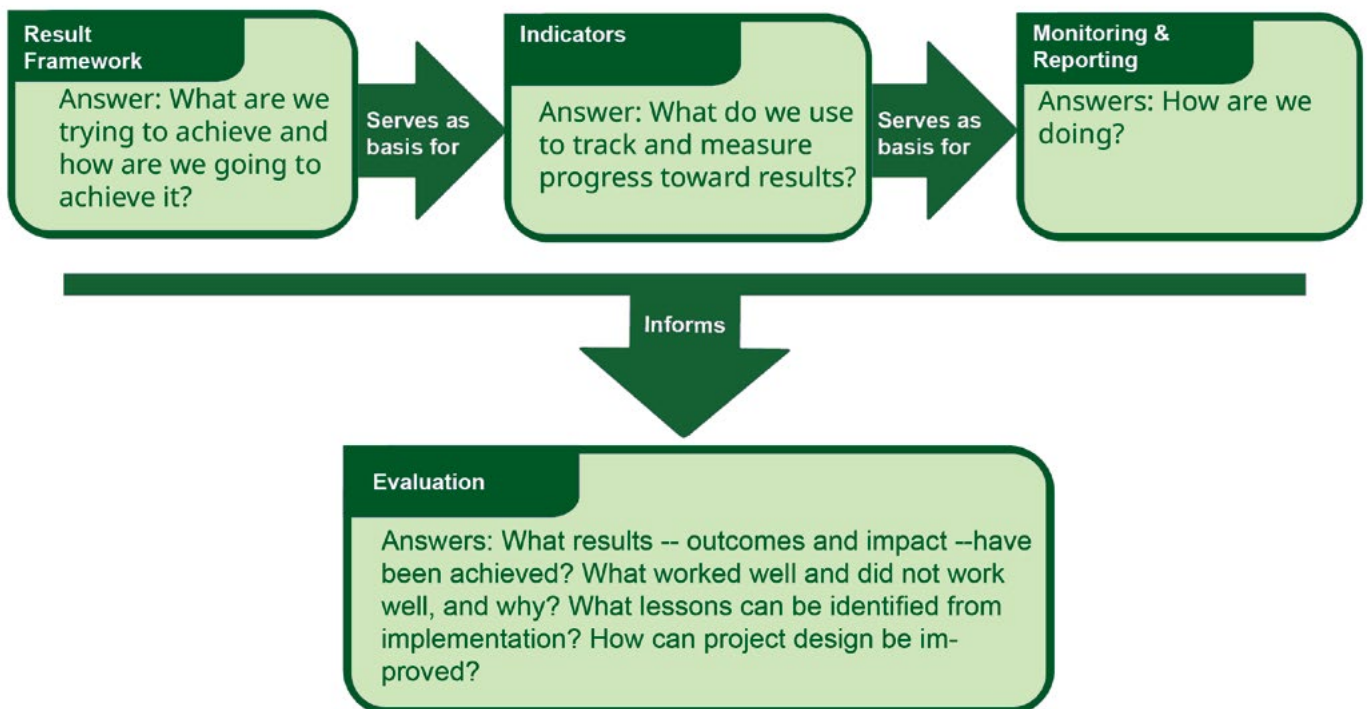 Result
Framework
Answer: What are we
trying to achieve and
how are we going to
achieve it?
Serves as
basis for
Indicators
Answer: What do we use
to track and measure
progress toward results?
Serves as
basis for
Monitoring &
Reporting
Answers: How are we
doing?
Informs
Evaluation
Answers: What results -- outcomes and impact --have
been achieved? What worked well and did not work
well, and why? What lessons can be identified from
implementation? How can project design be im-
proved?